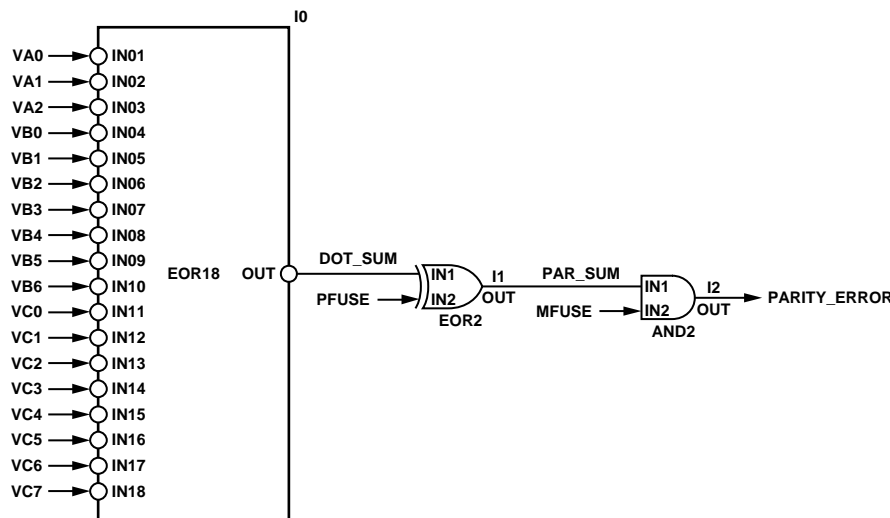 I0
VA0 IN01
VA1 IN02
VA2 IN03
VB0 IN04
VB1 IN05
VB2 IN06
VB3 IN07
VB4 IN08
VB5 IN09
VB6 IN10
VC0 IN11
VC1 IN12
VC2 IN13
VC3 IN14
VC4 IN15
VC5 IN16
VC6 IN17
VC7 IN18
EOR18 OUT
DOT_SUM
PFUSE
IN1
IN2
I1
OUT
EOR2
PAR_SUM
MFUSE
IN1
IN2
I2
OUT
AND2
PARITY_ERROR